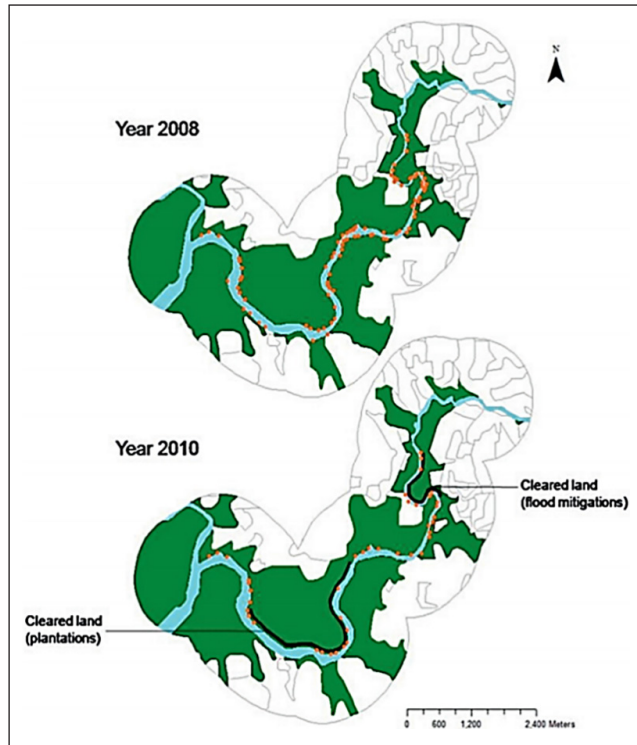 N
Year 2008
Year 2010
Cleared land
(flood mitigations)
Cleared land
(plantations)
0 600 1,200 2,400 Meters